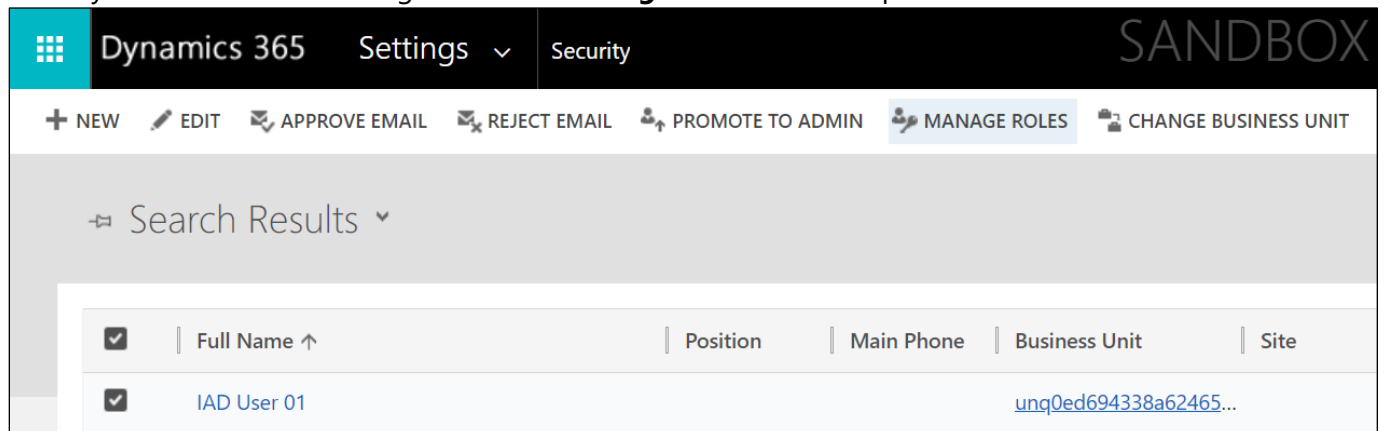 Dynamics 365 Settings Security SANDBOX
NEW EDIT APPROVE EMAIL REJECT EMAIL PROMOTE TO ADMIN MANAGE ROLES CHANGE BUSINESS UNIT
Search Results
Full Name ↑ Position Main Phone Business Unit Site
IAD User 01 unq0ed694338a62465...